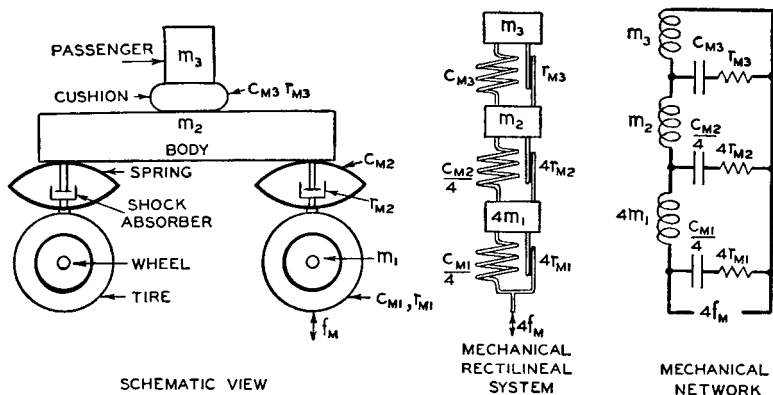 PASSENGER
m3
CUSHION
CM3 rM3
m2
BODY
SPRING
CM2
SHOCK
ABSORBER
rM2
WHEEL
m1
TIRE
CM1, rM1
fM
SCHEMATIC VIEW
m3
CM3
rM3
m2
CM2
4
4rM2
4m1
CM1
4
4rM1
4fM
MECHANICAL
RECTILINEAL
SYSTEM
m3
CM3
rM3
m2
CM2
4
4rM2
4m1
CM1
4
4rM1
4fM
MECHANICAL
NETWORK